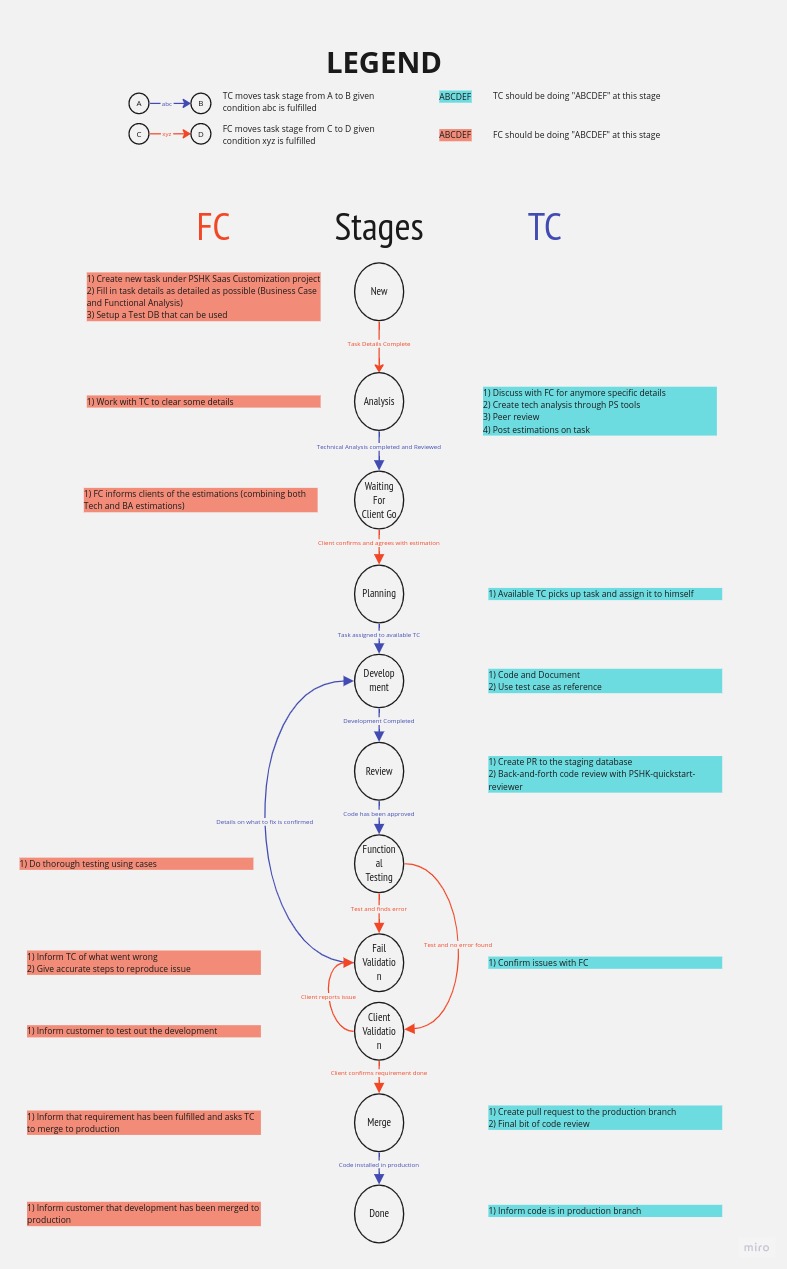 LEGEND
A
abc
B
TC moves task stage from A to B given
condition abc is fulfilled
ABCDEF
TC should be doing "ABCDEF" at this stage
C
xyz
D
FC moves task stage from C to D given
condition xyz is fulfilled
ABCDEF
FC should be doing "ABCDEF" at this stage
FC
Stages
TC
1) Create new task under PSHK Saas Customization project
2) Fill in task details as detailed as possible (Business Case
and Functional Analysis)
3) Setup a Test DB that can be used
New
Task Details Complete
1) Work with TC to clear some details
Analysis
1) Discuss with FC for anymore specific details
2) Create tech analysis through PS tools
3) Peer review
4) Post estimations on task
Technical Analysis completed and Reviewed
1) FC informs clients of the estimations (combining both
Tech and BA estimations)
Waiting
For
Client Go
Client confirms and agrees with estimation
Planning
1) Available TC picks up task and assign it to himself
Task assigned to available TC
Develop
ment
1) Code and Document
2) Use test case as reference
Development Completed
Review
1) Create PR to the staging database
2) Back-and-forth code review with PSHK-quickstart-
reviewer
Code has been approved
Details on what to fix is confirmed
1) Do thorough testing using cases
Function
al
Testing
Test and finds error
Test and no error found
1) Inform TC of what went wrong
2) Give accurate steps to reproduce issue
Fail
Validatio
n
1) Confirm issues with FC
Client reports issue
1) Inform customer to test out the development
Client
Validatio
n
Client confirms requirement done
1) Inform that requirement has been fulfilled and asks TC
to merge to production
Merge
1) Create pull request to the production branch
2) Final bit of code review
Code installed in production
1) Inform customer that development has been merged to
production
Done
1) Inform code is in production branch
miro